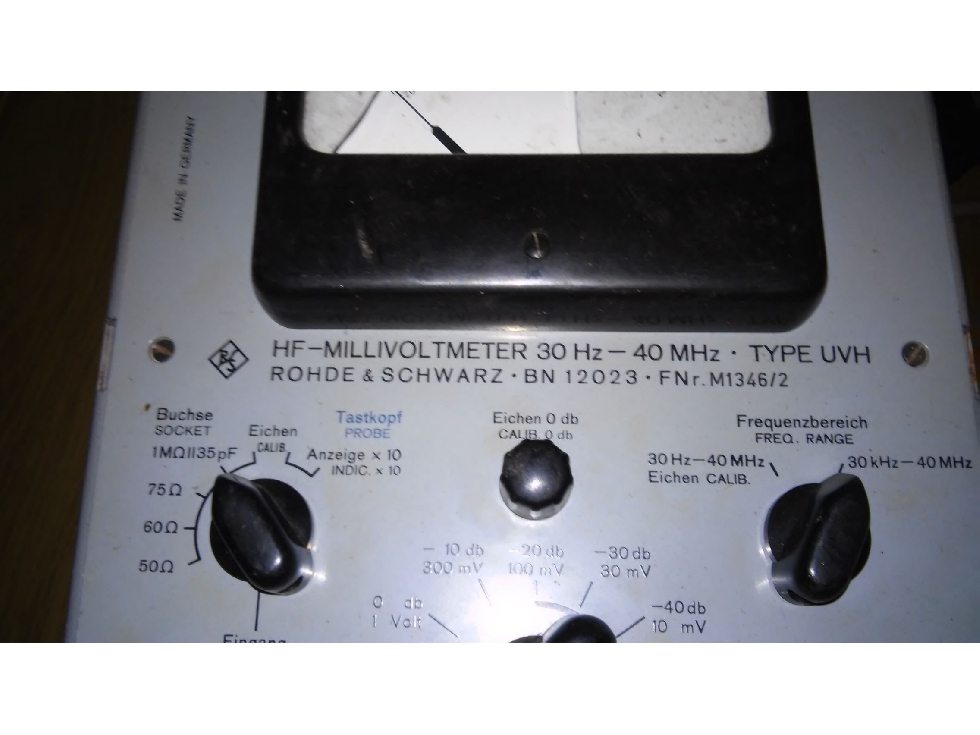 MADE IN GERMANY
HF-MILLIVOLTMETER 30 Hz - 40 MHz · TYPE UVH
ROHDE & SCHWARZ · BN 12023 · FNr. M1346/2
Buchse
SOCKET
Eichen
CALIB.
Tastkopf
PROBE
1MΩII35pF
Anzeige x 10
INDIC. x 10
75Ω
60Ω
50Ω
Eingang
Eichen 0 db
CALIB. 0 db
Frequenzbereich
FREQ. RANGE
30 Hz-40 MHz
Eichen CALIB.
30 kHz-40 MHz
- 10 db
300 mV
-20 db
100 mV
-30 db
30 mV
0 db
1 Volt
-40 db
10 mV